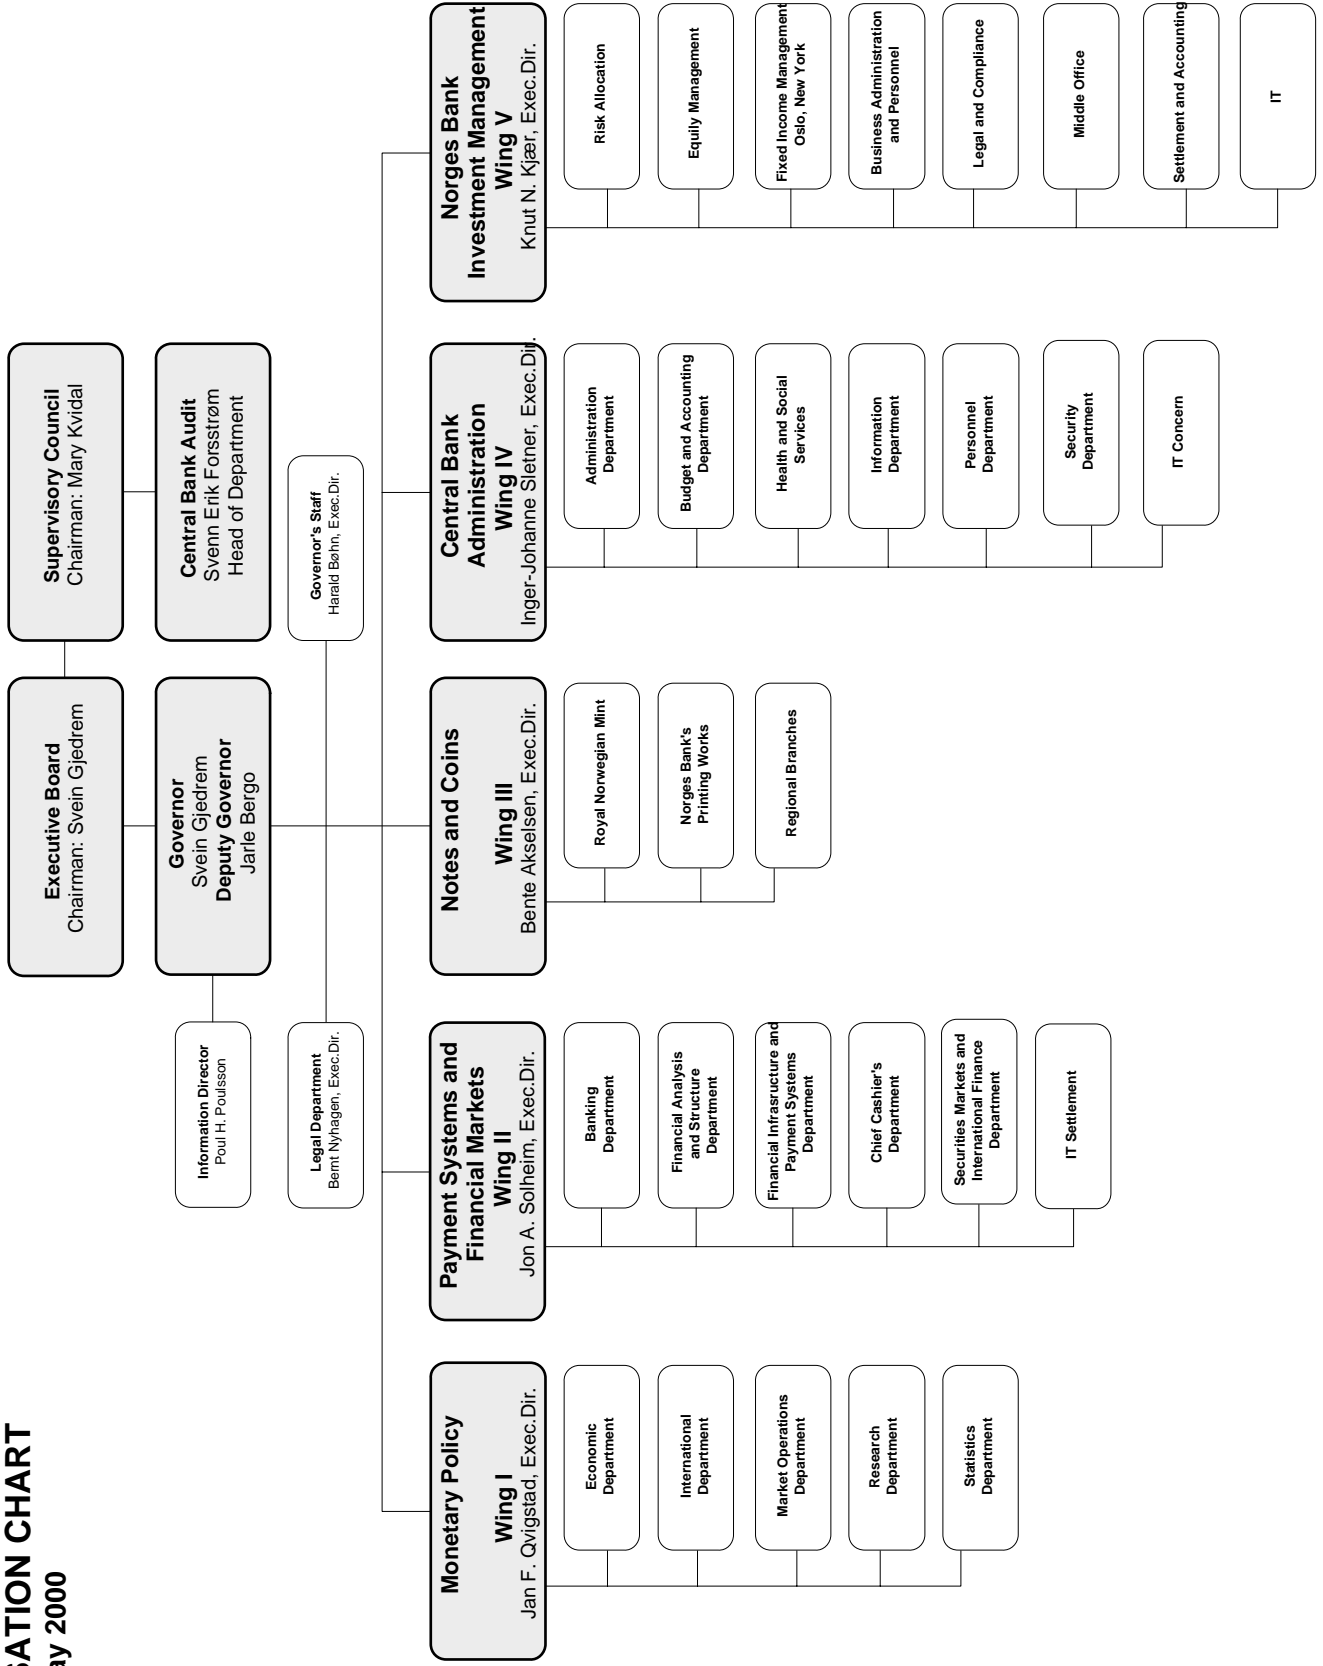 SATION CHART
ay 2000
Executive Board
Chairman: Svein Gjedrem
Supervisory Council
Chairman: Mary Kvidal
Governor
Svein Gjedrem
Deputy Governor
Jarle Bergo
Central Bank Audit
Svenn Erik Forsstrøm
Head of Department
Information Director
Poul H. Poulsson
Legal Department
Bernt Nyhagen, Exec.Dir.
Governor's Staff
Harald Bøhn, Exec.Dir.
Monetary Policy
Wing I
Jan F. Qvigstad, Exec.Dir.
Economic
Department
International
Department
Market Operations
Department
Research
Department
Statistics
Department
Payment Systems and
Financial Markets
Wing II
Jon A. Solheim, Exec.Dir.
Banking
Department
Financial Analysis
and Structure
Department
Financial Infrasructure and
Payment Systems
Department
Chief Cashier's
Department
Securities Markets and
International Finance
Department
IT Settlement
Notes and Coins
Wing III
Bente Akselsen, Exec.Dir.
Royal Norwegian Mint
Norges Bank's
Printing Works
Regional Branches
Central Bank
Administration
Wing IV
Inger-Johanne Sletner, Exec.Dir.
Administration
Department
Budget and Accounting
Department
Health and Social
Services
Information
Department
Personnel
Department
Security
Department
IT Concern
Norges Bank
Investment Management
Wing V
Knut N. Kjær, Exec.Dir.
Risk Allocation
Equily Management
Fixed Income Management
Oslo, New York
Business Administration
and Personnel
Legal and Compliance
Middle Office
Settlement and Accounting
IT